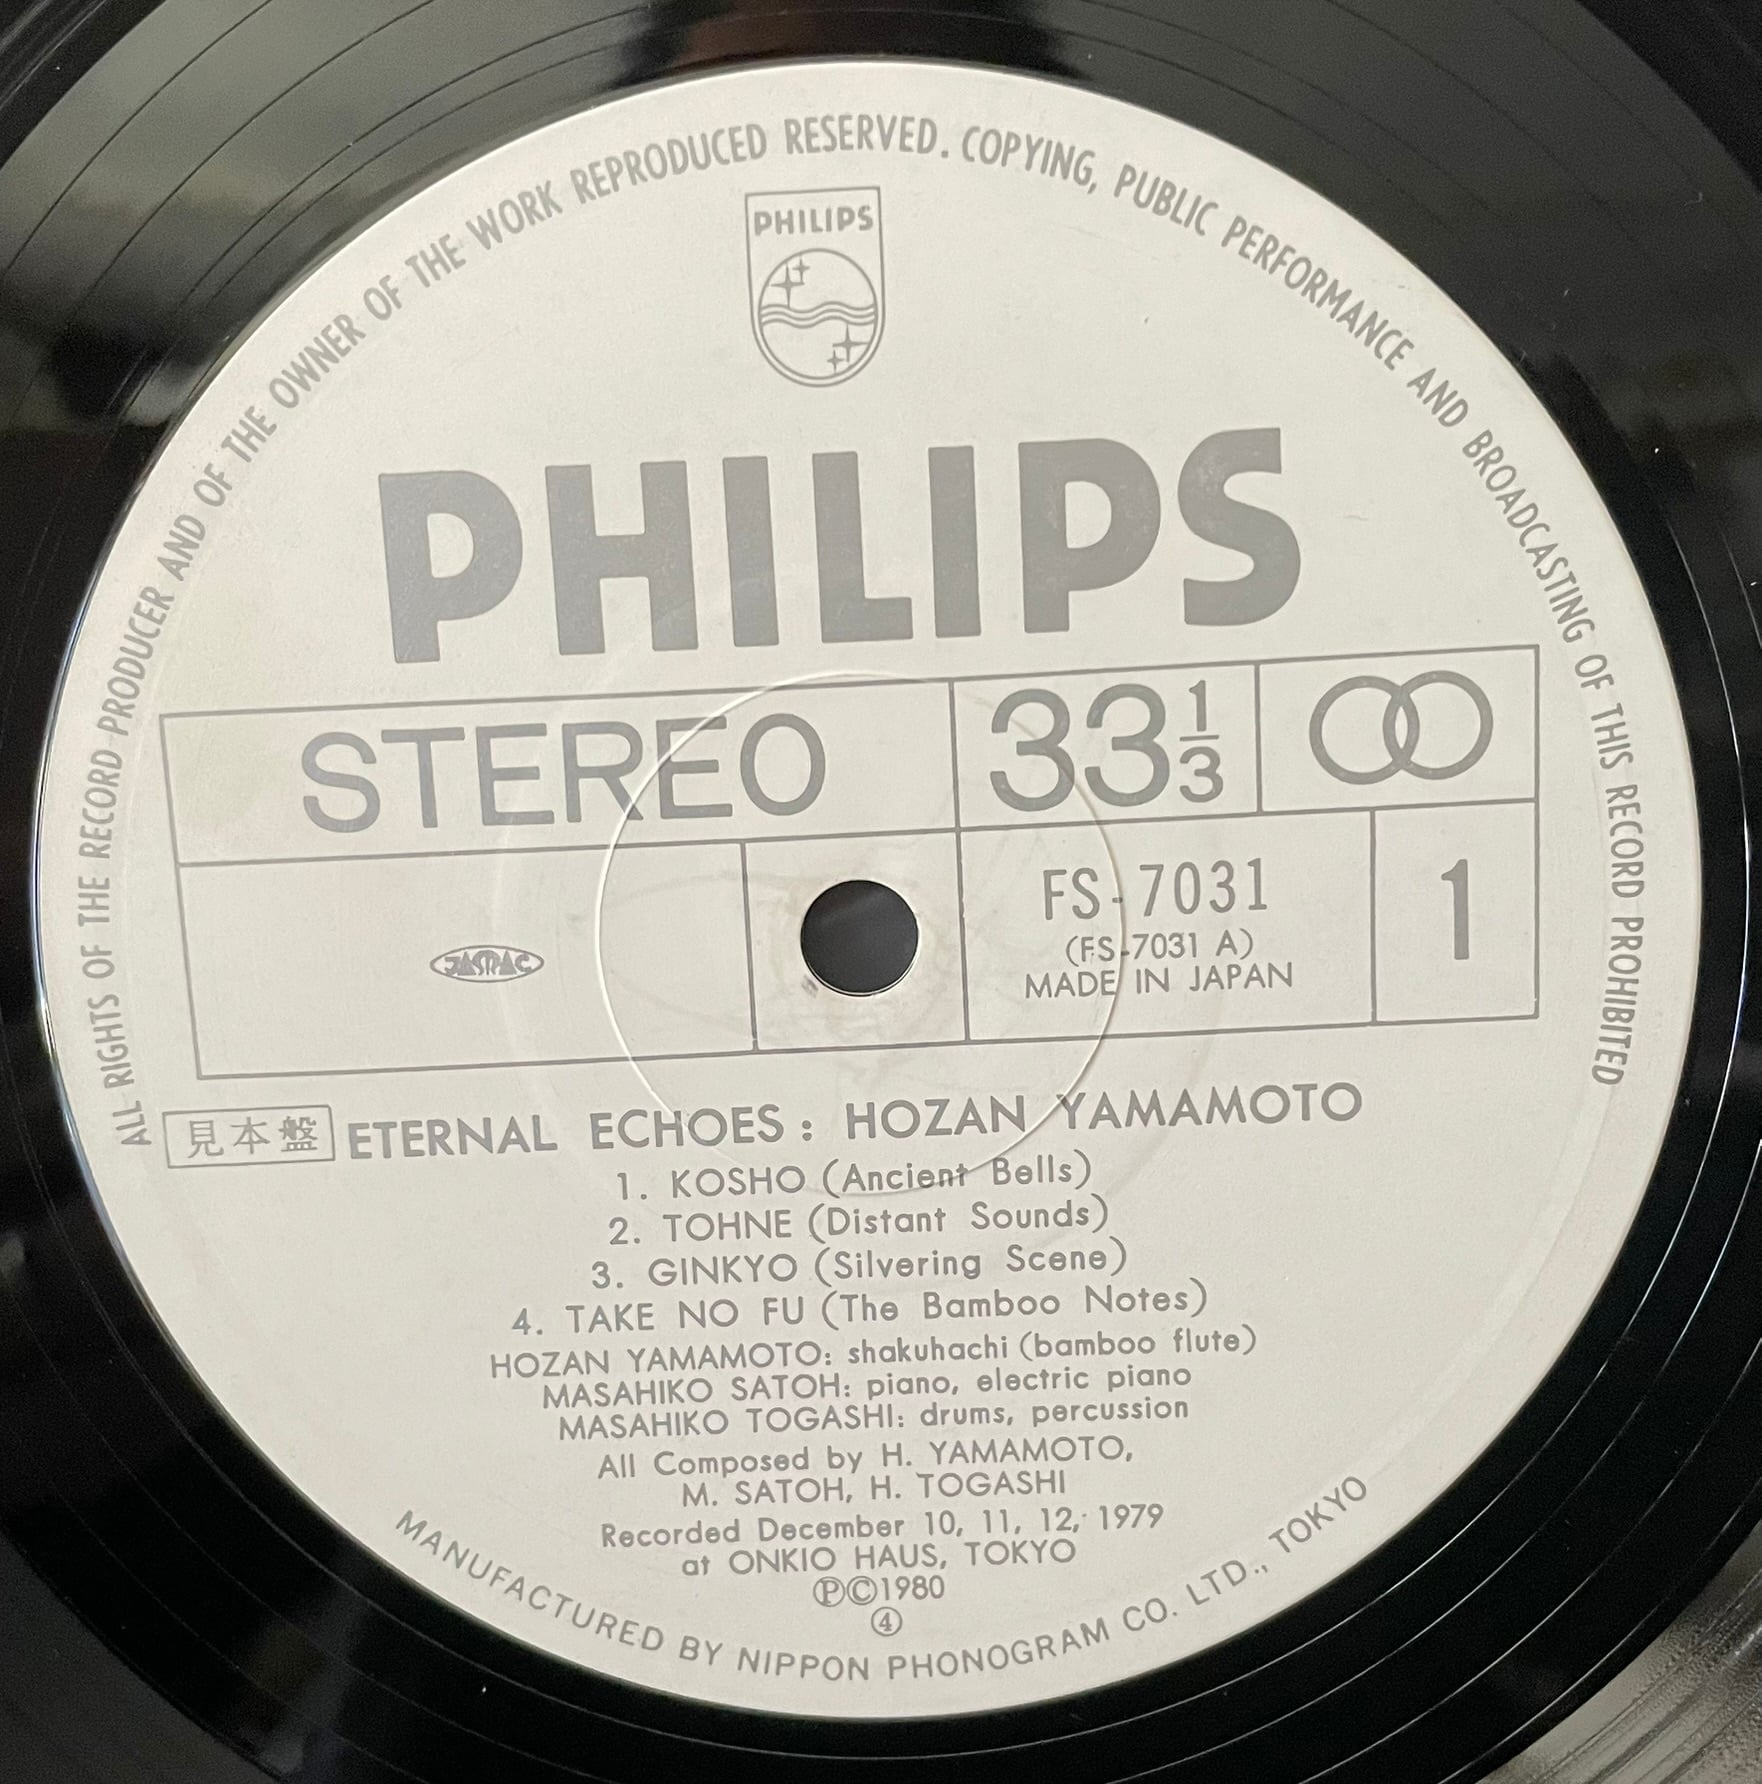 ALL RIGHTS OF THE RECORD PRODUCER AND OF THE OWNER OF THE WORK REPRODUCED RESERVED. COPYING, PUBLIC PERFORMANCE AND BROADCASTING OF THIS RECORD PROHIBITED
PHILIPS
PHILIPS
STEREO 33 1/3
JASRAC
FS-7031 1
(FS-7031 A)
MADE IN JAPAN
見本盤 ETERNAL ECHOES : HOZAN YAMAMOTO
1. KOSHO (Ancient Bells)
2. TOHNE (Distant Sounds)
3. GINKYO (Silvering Scene)
4. TAKE NO FU (The Bamboo Notes)
HOZAN YAMAMOTO: shakuhachi (bamboo flute)
MASAHIKO SATOH: piano, electric piano
MASAHIKO TOGASHI: drums, percussion
All Composed by H. YAMAMOTO,
M. SATOH, H. TOGASHI
Recorded December 10, 11, 12, 1979
at ONKIO HAUS, TOKYO
Ⓟ©1980
④
MANUFACTURED BY NIPPON PHONOGRAM CO. LTD., TOKYO